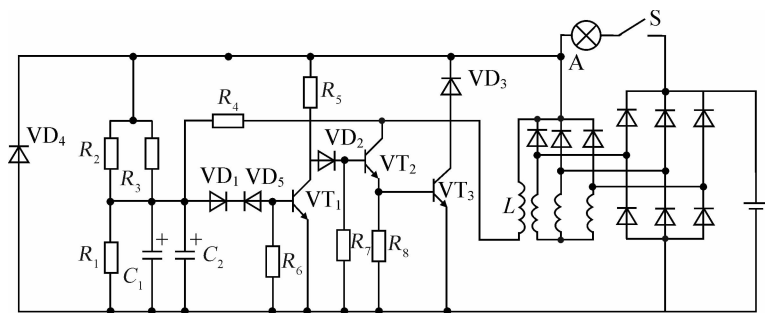 S
A
VD₃
R₅
R₄
VD₄
R₂
R₃
VD₂
VT₂
VD₁
VD₅
VT₁
VT₃
L
R₁
C₁
+
+
C₂
R₆
R₇
R₈